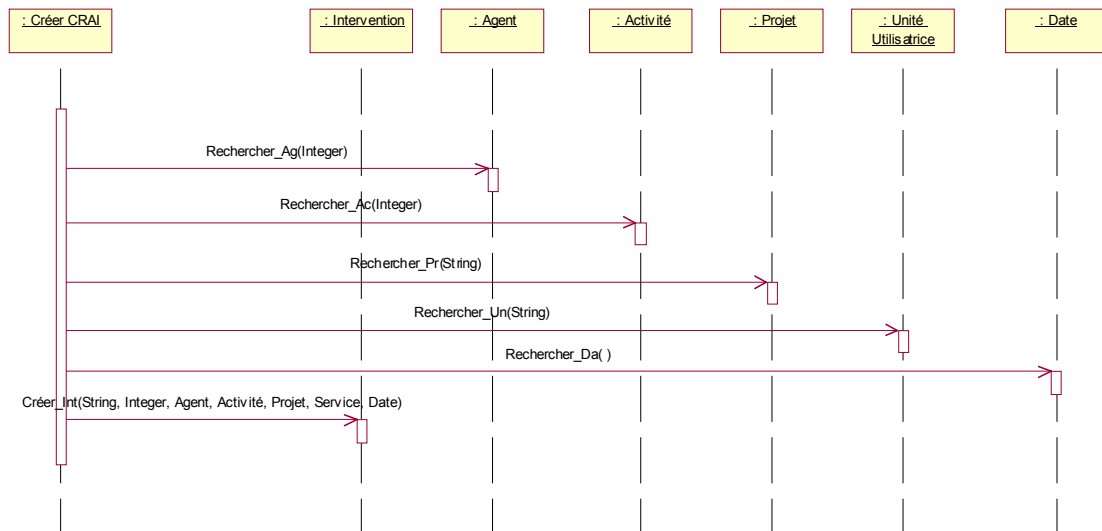 : Créer CRAI
: Intervention
: Agent
: Activité
: Projet
: Unité
Utilisatrice
: Date
Rechercher_Ag(Integer)
Rechercher_Ac(Integer)
Rechercher_Pr(String)
Rechercher_Un(String)
Rechercher_Da( )
Créer_Int(String, Integer, Agent, Activité, Projet, Service, Date)